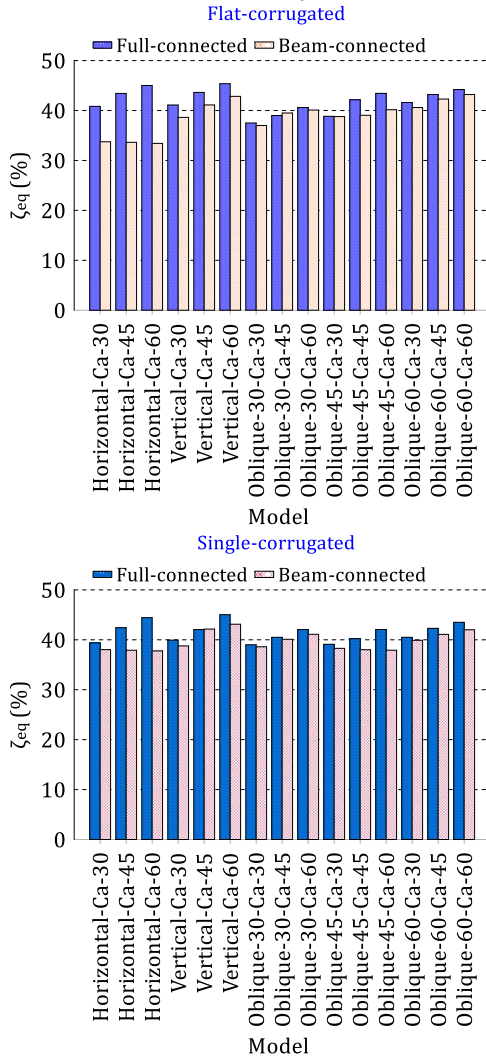 Flat-corrugated
Full-connected Beam-connected
50
40
30
20
10
0
ζeq (%)
Horizontal-Ca-30
Horizontal-Ca-45
Horizontal-Ca-60
Vertical-Ca-30
Vertical-Ca-45
Vertical-Ca-60
Oblique-30-Ca-30
Oblique-30-Ca-45
Oblique-30-Ca-60
Oblique-45-Ca-30
Oblique-45-Ca-45
Oblique-45-Ca-60
Oblique-60-Ca-30
Oblique-60-Ca-45
Oblique-60-Ca-60
Model
Single-corrugated
Full-connected Beam-connected
50
40
30
20
10
0
ζeq (%)
Horizontal-Ca-30
Horizontal-Ca-45
Horizontal-Ca-60
Vertical-Ca-30
Vertical-Ca-45
Vertical-Ca-60
Oblique-30-Ca-30
Oblique-30-Ca-45
Oblique-30-Ca-60
Oblique-45-Ca-30
Oblique-45-Ca-45
Oblique-45-Ca-60
Oblique-60-Ca-30
Oblique-60-Ca-45
Oblique-60-Ca-60
Model